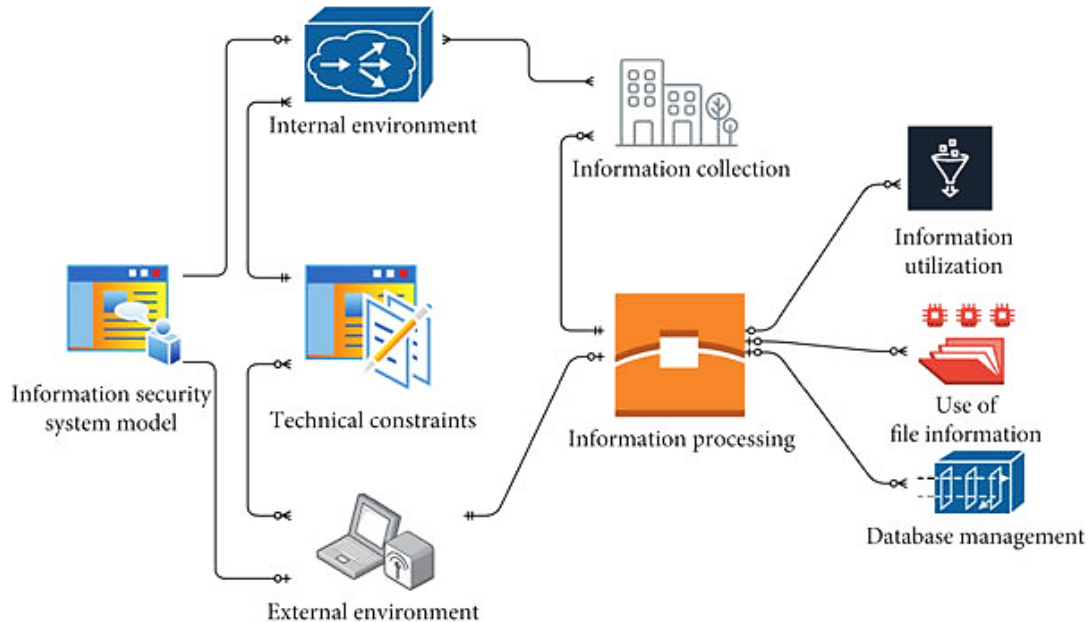 Internal environment
Information collection
Information
utilization
Information security
system model
Technical constraints
Information processing
Use of
file information
Database management
External environment